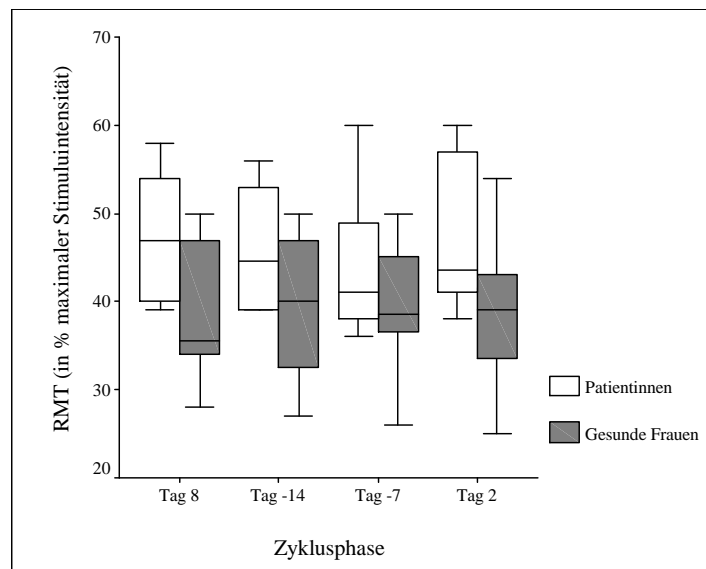 RMT (in % maximaler Stimuluintensität)
70
60
50
40
30
20
Tag 8
Tag -14
Tag -7
Tag 2
Zyklusphase
Patientinnen
Gesunde Frauen